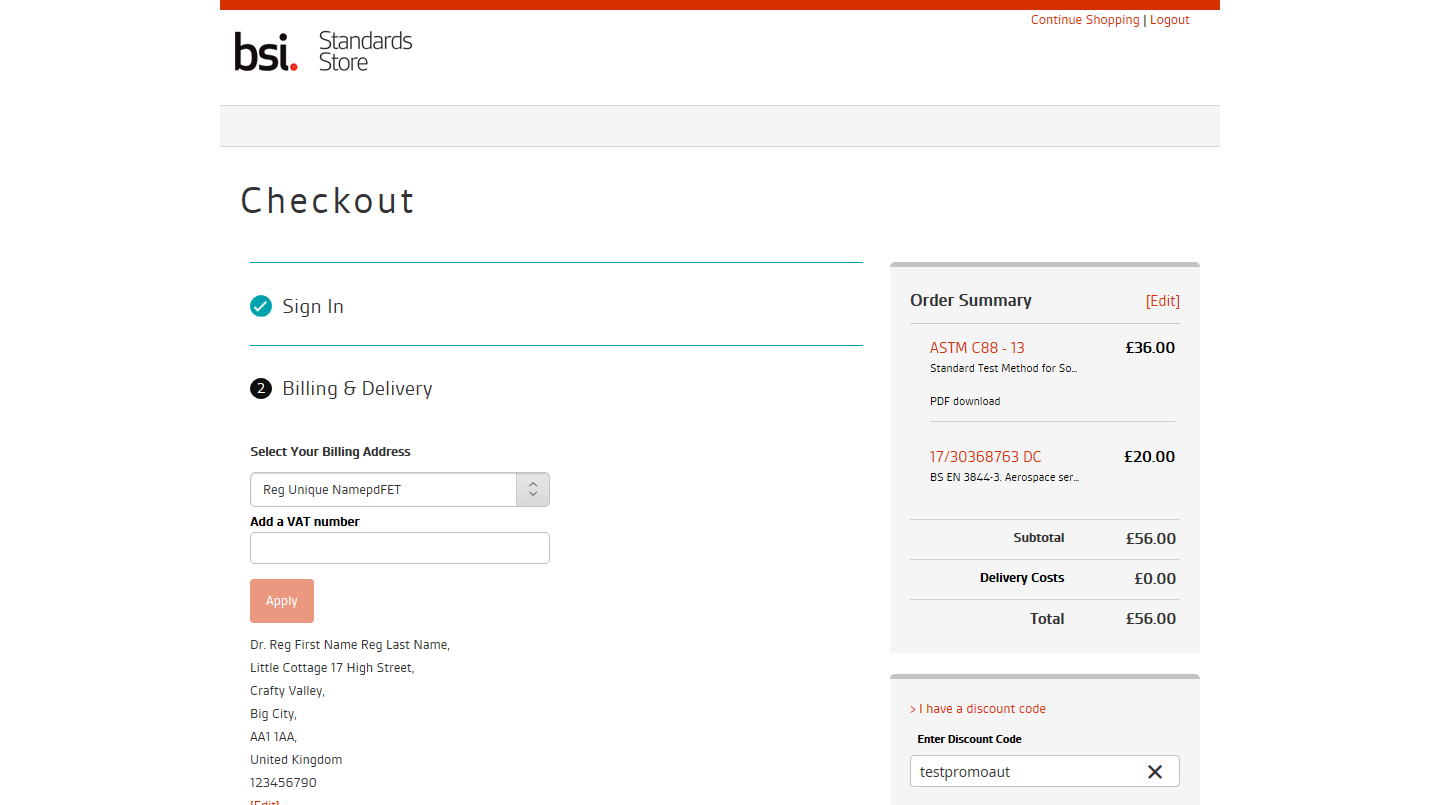 Continue Shopping | Logout
bsi. Standards
Store
Checkout
Sign In
2 Billing & Delivery
Select Your Billing Address
Reg Unique NamepdFET
Add a VAT number
Apply
Dr. Reg First Name Reg Last Name,
Little Cottage 17 High Street,
Crafty Valley,
Big City,
AA1 1AA,
United Kingdom
123456790
[Edit]
Order Summary [Edit]
ASTM C88 - 13 £36.00
Standard Test Method for So...
PDF download
17/30368763 DC £20.00
BS EN 3844-3. Aerospace ser...
Subtotal £56.00
Delivery Costs £0.00
Total £56.00
> I have a discount code
Enter Discount Code
testpromoaut